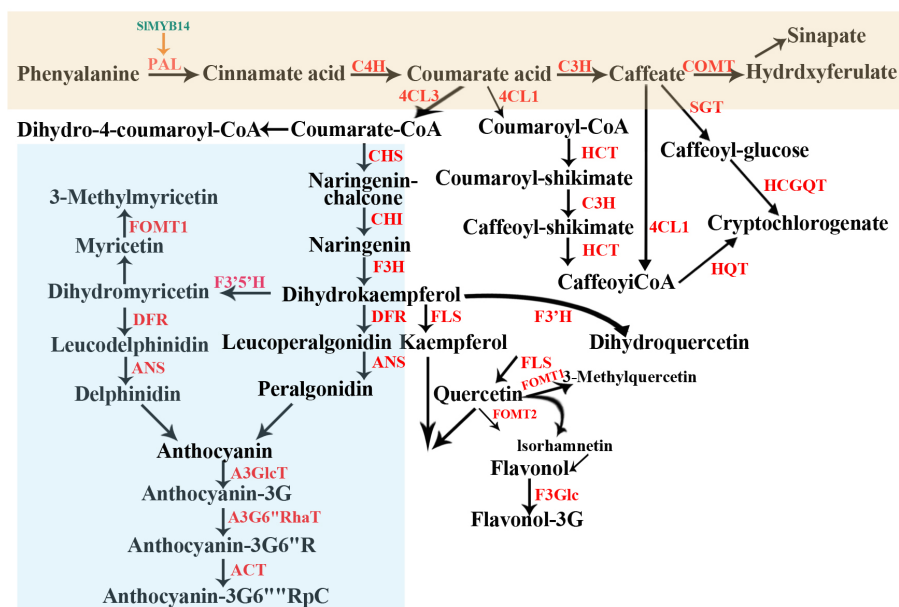 SlMYB14
Sinapate
Phenyalanine PAL Cinnamate acid C4H Coumarate acid C3H Caffeate COMT Hydrdxyferulate
4CL3 4CL1 SGT
Dihydro-4-coumaroyl-CoA Coumarate-CoA Coumaroyl-CoA
CHS HCT Caffeoyl-glucose
Naringenin-
chalcone
Coumaroyl-shikimate
HCGQT
3-Methylmyricetin C3H
FOMT1 CHI Caffeoyl-shikimate 4CL1 Cryptochlorogenate
Myricetin Naringenin HCT
F3H HQT
F3'5'H CaffeoyiCoA
Dihydromyricetin Dihydrokaempferol
DFR DFR FLS F3'H
Leucodelphinidin Leucoperalgonidin Kaempferol Dihydroquercetin
ANS ANS FLS
FOMT1 3-Methylquercetin
Delphinidin Peralgonidin Quercetin
FOMT2
Anthocyanin Isorhamnetin
A3GlcT Flavonol
Anthocyanin-3G F3Glc
A3G6"RhaT Flavonol-3G
Anthocyanin-3G6"R
ACT
Anthocyanin-3G6""RpC